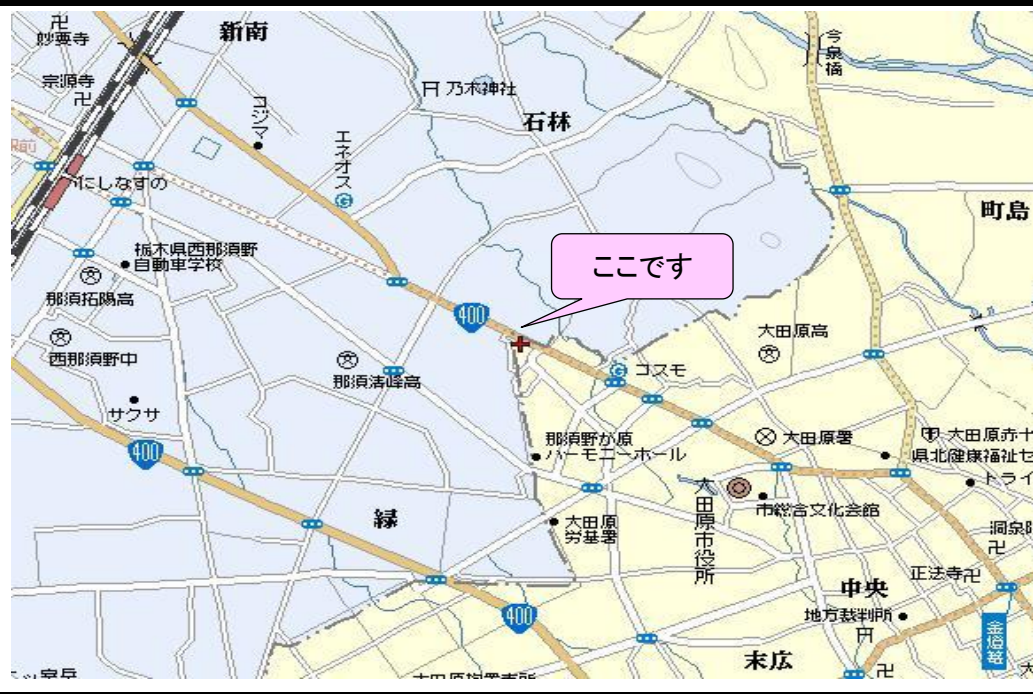 妙要寺
新南
宗源寺
コジマ
エネオス
乃木神社
石林
今泉橋
町島
にしなすの
栃木県西那須野
自動車学校
那須拓陽高
ここです
400
大田原高
西那須野中
那須清峰高
コスモ
サクサ
400
那須野が原
ハーモニーホール
大田原署
大田原赤十
県北健康福祉セ
トライ
大田原市役所
市総合文化会館
緑
大田原
労基署
洞泉
正法寺
中央
400
地方裁判所
金燈篭
末広